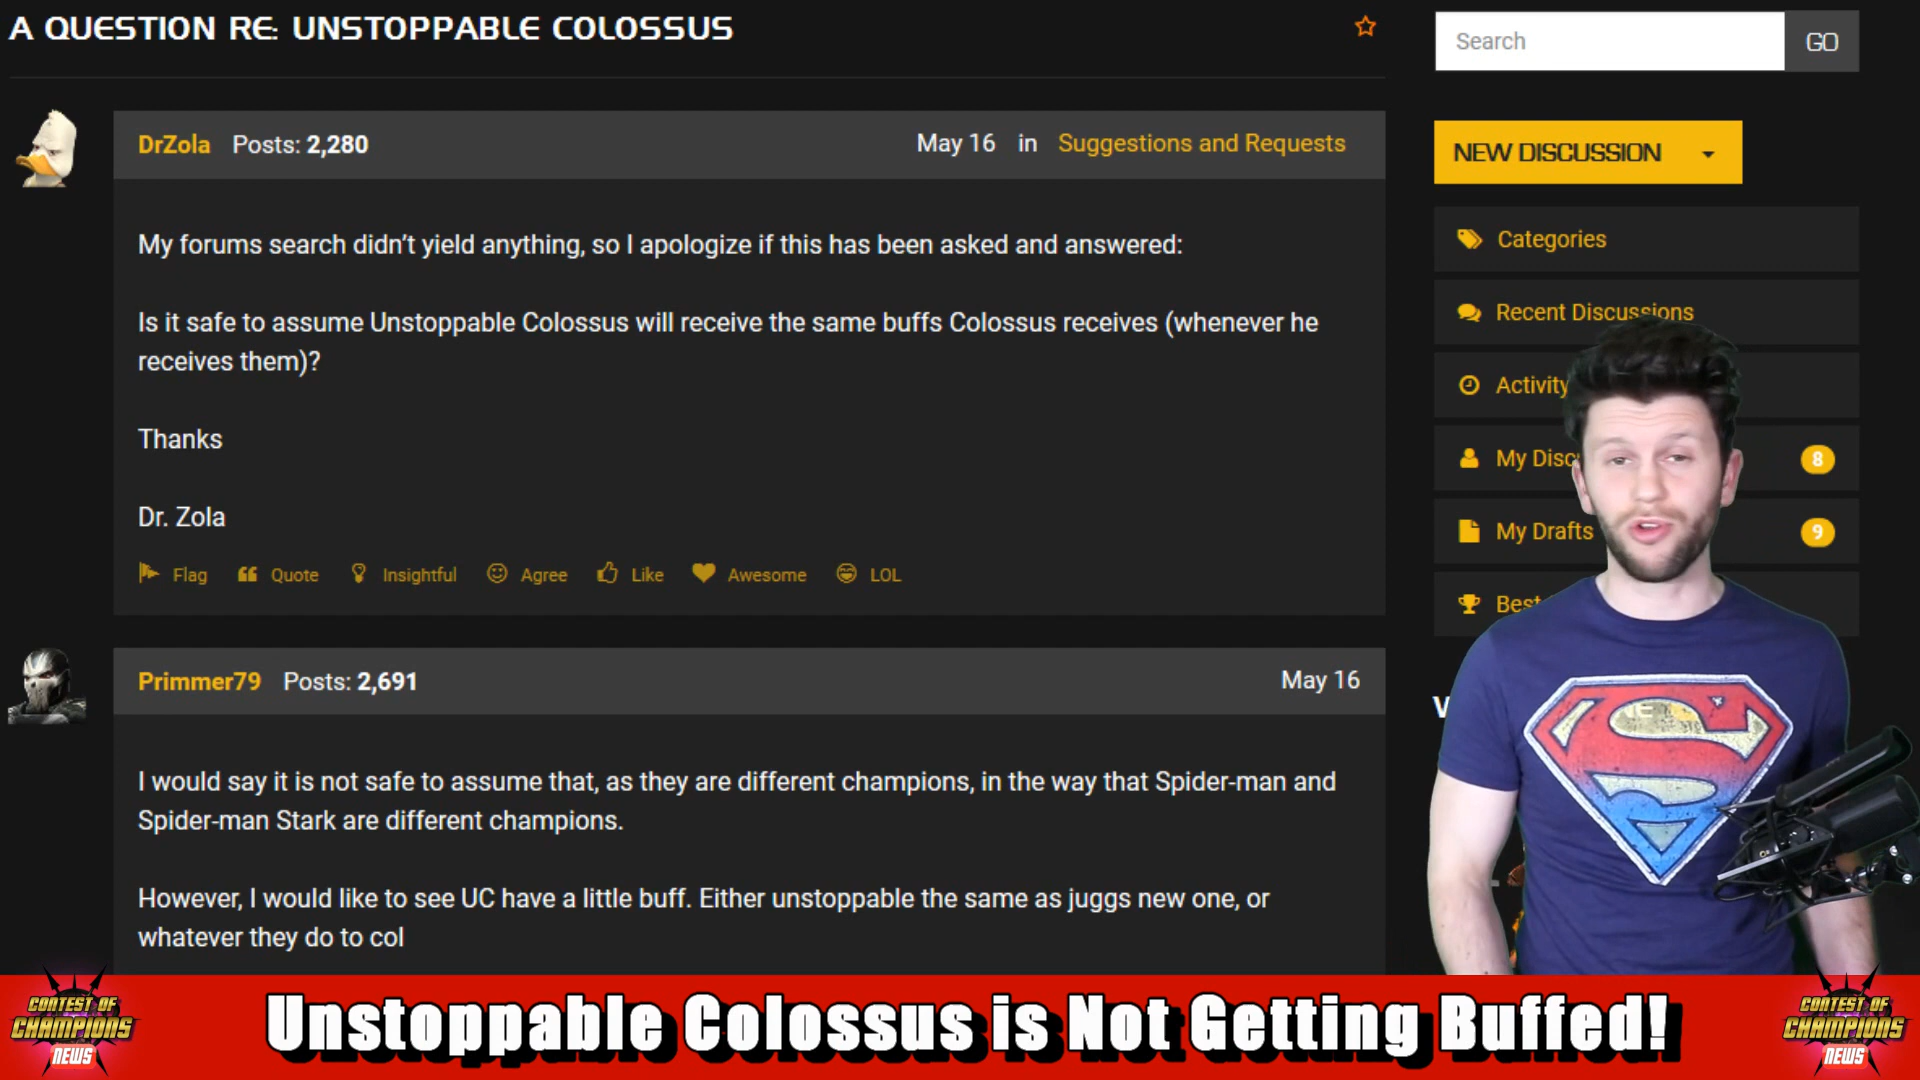 A QUESTION RE: UNSTOPPABLE COLOSSUS
Search
GO
DrZola Posts: 2,280 May 16 in Suggestions and Requests
My forums search didn't yield anything, so I apologize if this has been asked and answered:
Is it safe to assume Unstoppable Colossus will receive the same buffs Colossus receives (whenever he
receives them)?
Thanks
Dr. Zola
Flag Quote Insightful Agree Like Awesome LOL
NEW DISCUSSION
Categories
Recent Discussions
Activity
My Disc 8
My Drafts 9
Best
Primmer79 Posts: 2,691 May 16
I would say it is not safe to assume that, as they are different champions, in the way that Spider-man and
Spider-man Stark are different champions.
However, I would like to see UC have a little buff. Either unstoppable the same as juggs new one, or
whatever they do to col
CONTEST OF
CHAMPIONS
NEWS
Unstoppable Colossus is Not Getting Buffed!
CONTEST OF
CHAMPIONS
NEWS